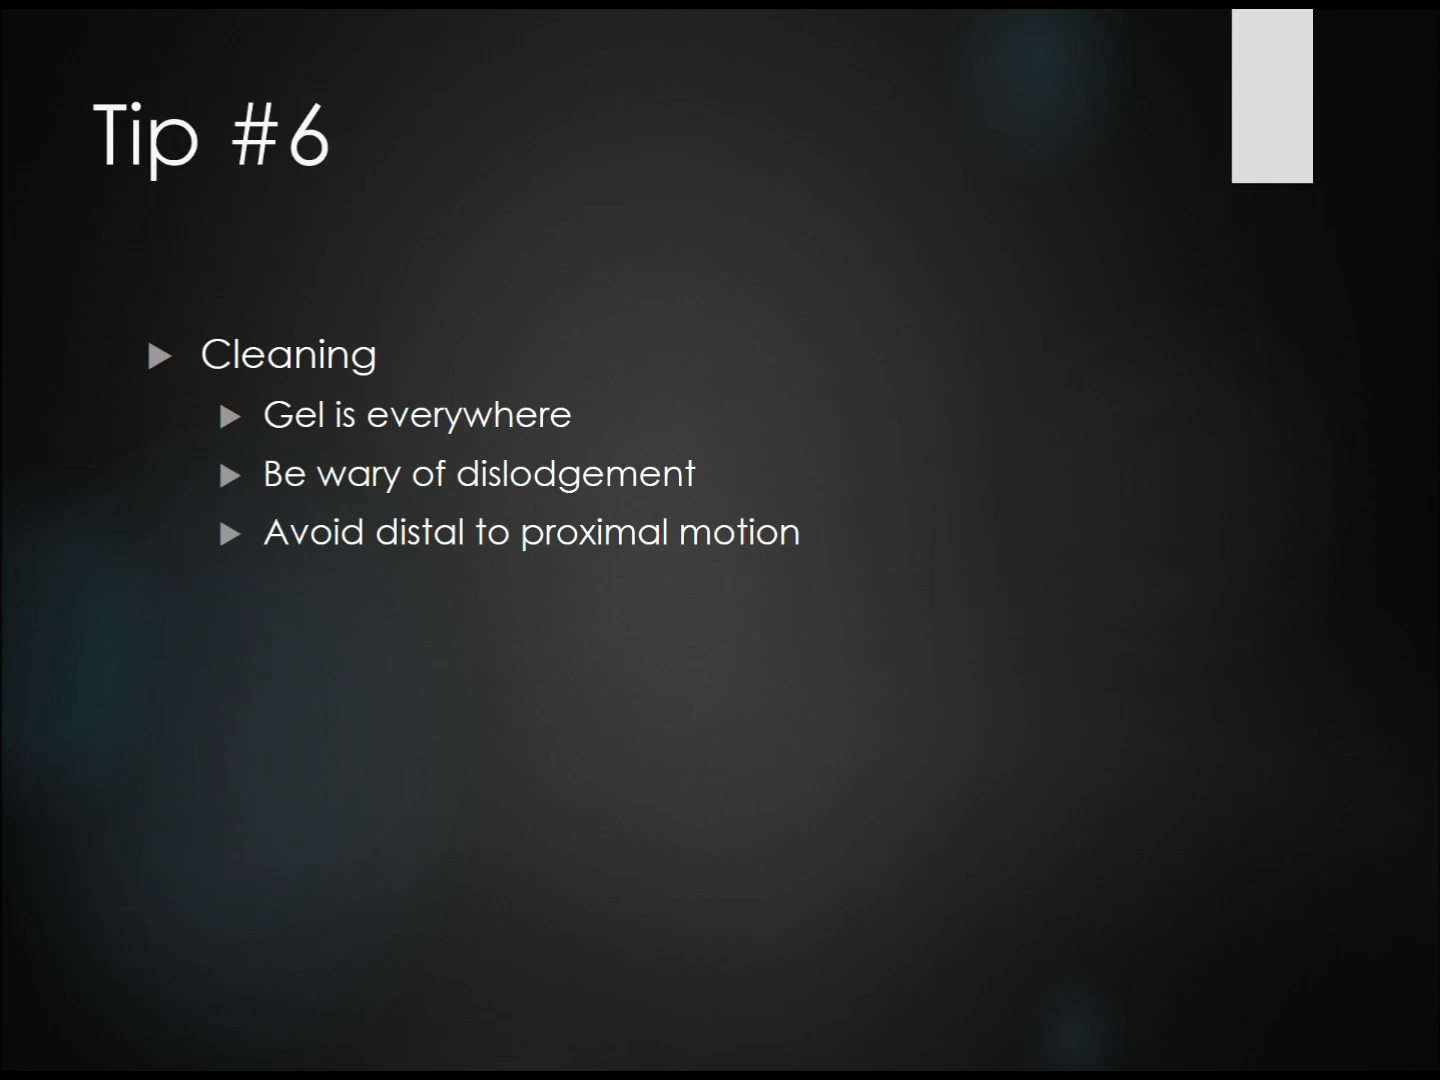 Tip #6
Cleaning
Gel is everywhere
Be wary of dislodgement
Avoid distal to proximal motion